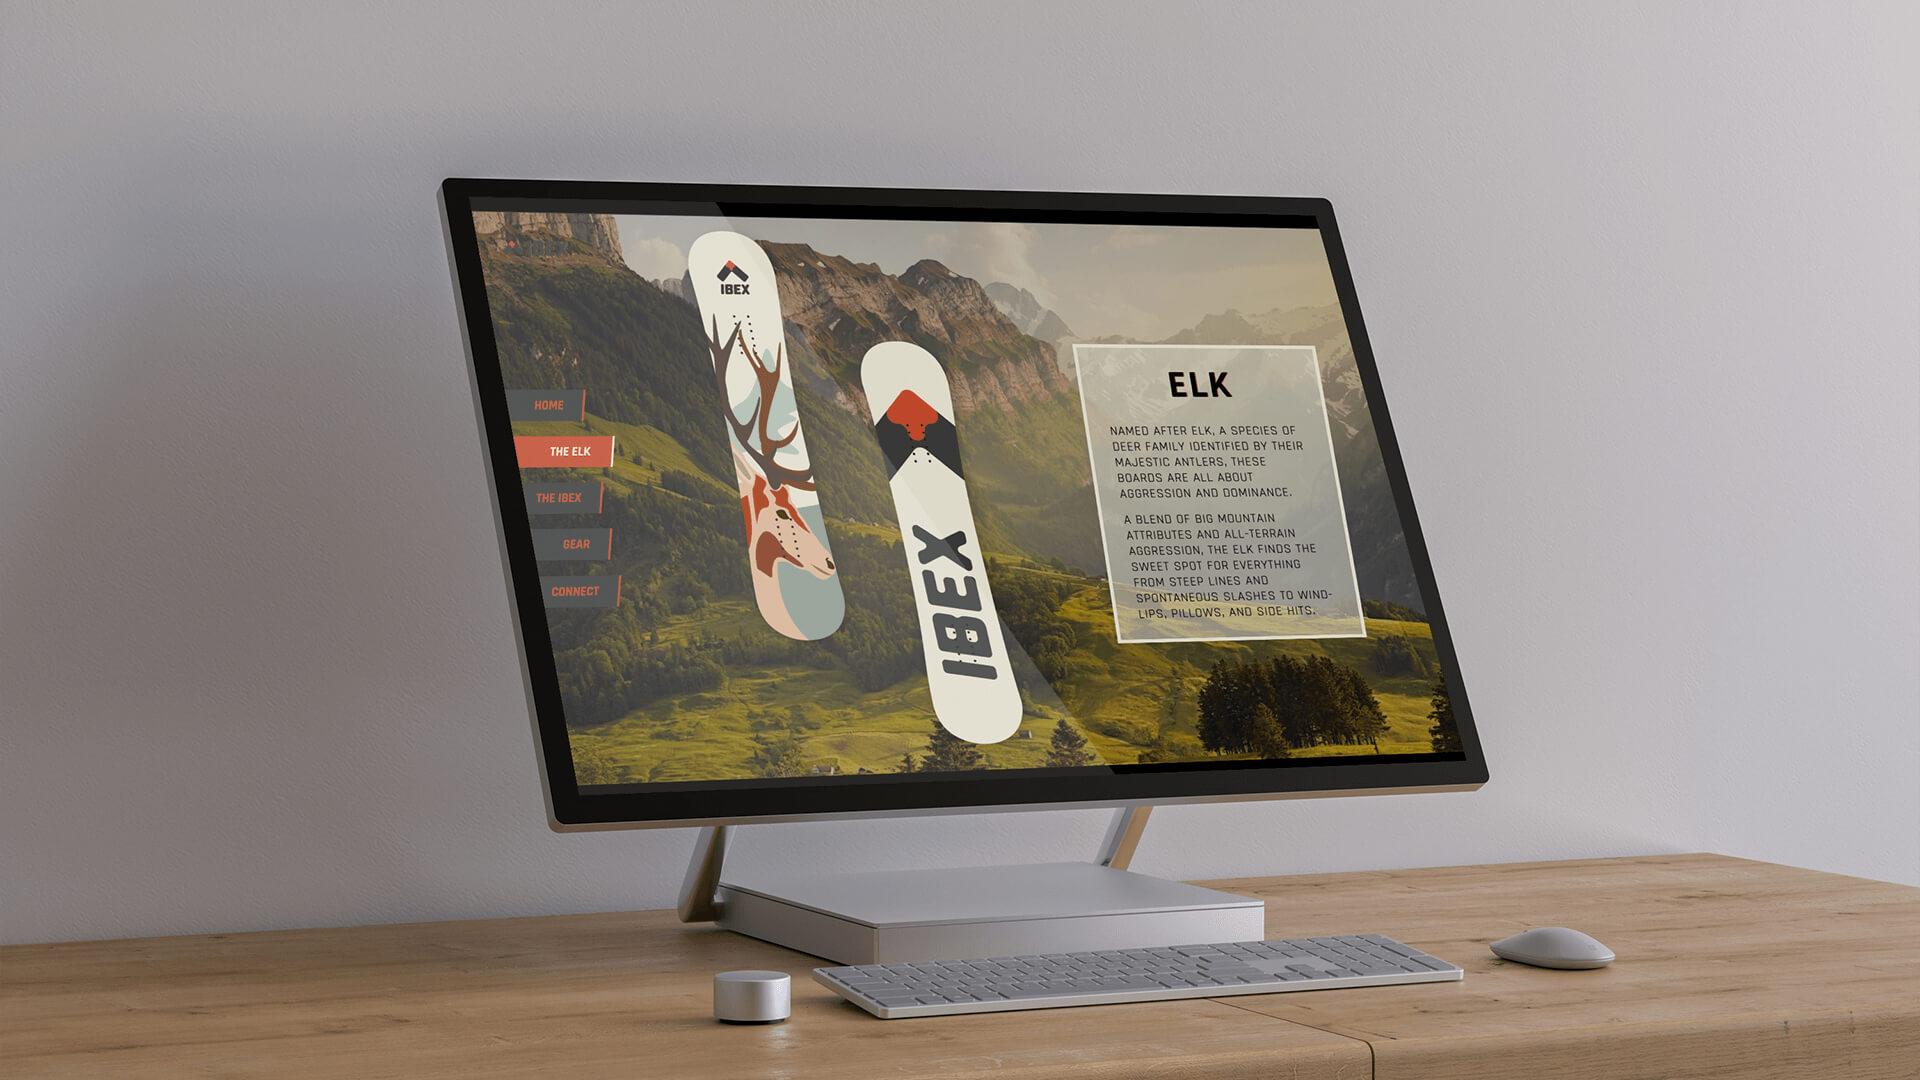 IBEX
HOME
THE ELK
THE IBEX
GEAR
CONNECT
IBEX
ELK
NAMED AFTER ELK, A SPECIES OF
DEER FAMILY IDENTIFIED BY THEIR
MAJESTIC ANTLERS, THESE
BOARDS ARE ALL ABOUT
AGGRESSION AND DOMINANCE.
A BLEND OF BIG MOUNTAIN
ATTRIBUTES AND ALL-TERRAIN
AGGRESSION, THE ELK FINDS THE
SWEET SPOT FOR EVERYTHING
FROM STEEP LINES AND
SPONTANEOUS SLASHES TO WIND-
LIPS, PILLOWS, AND SIDE HITS.